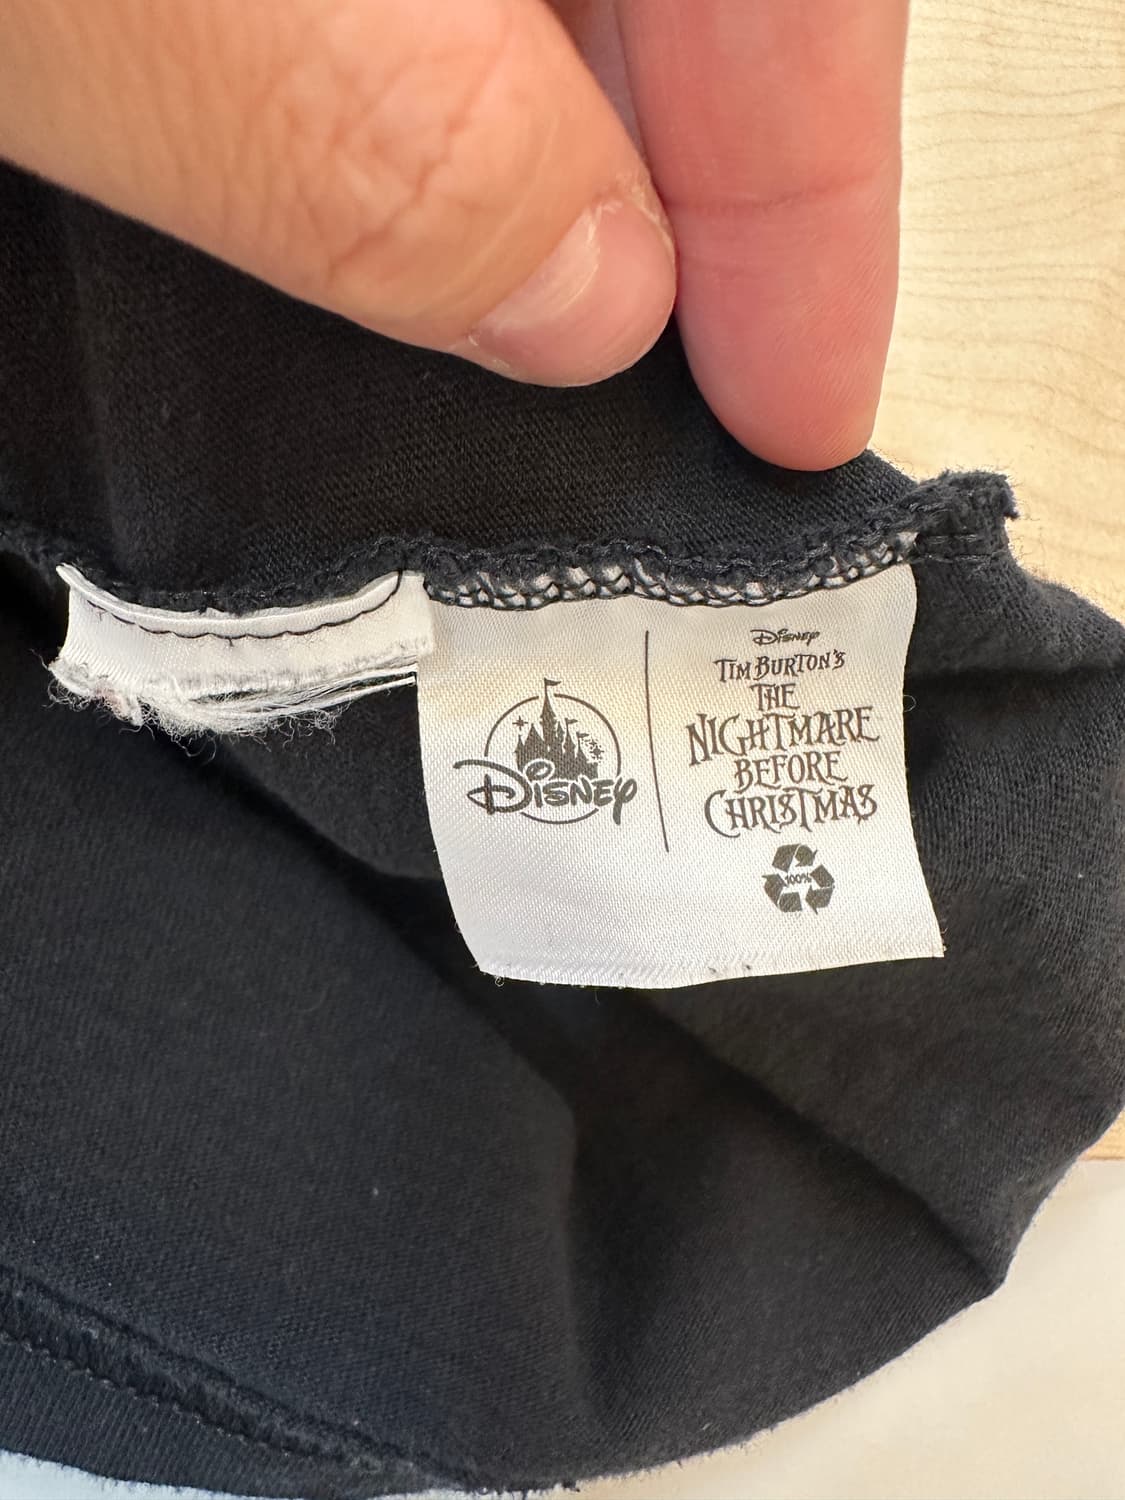 Disney
Disney
TIM BURTON'S
THE
NIGHTMARE
BEFORE
CHRISTMAS
100%